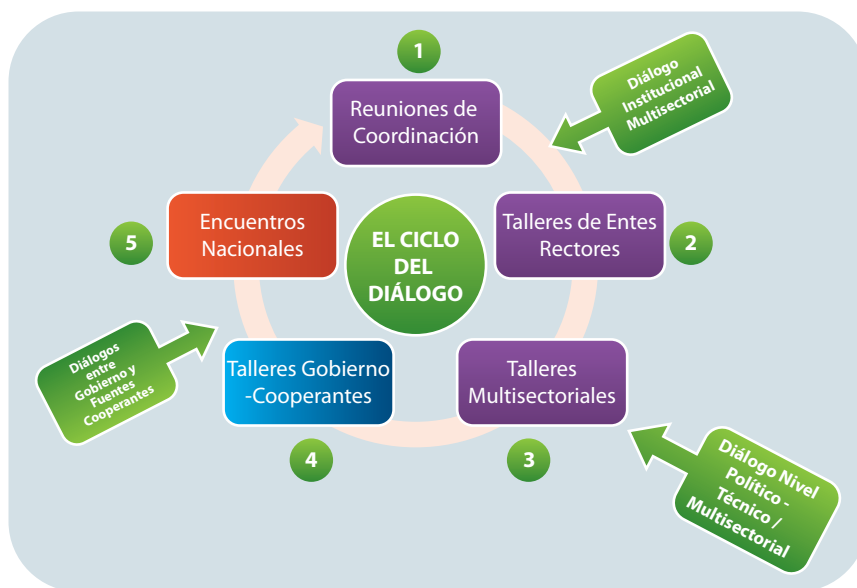 1
Reuniones de
Coordinación
Diálogo
Institucional
Multisectorial
Talleres de Entes
Rectores
2
Talleres
Multisectoriales
3
Diálogo Nivel
Político -
Técnico /
Multisectorial
Talleres Gobierno
-Cooperantes
4
Diálogos
entre
Gobierno y
Fuentes
Cooperantes
Encuentros
Nacionales
5
EL CICLO
DEL
DIÁLOGO